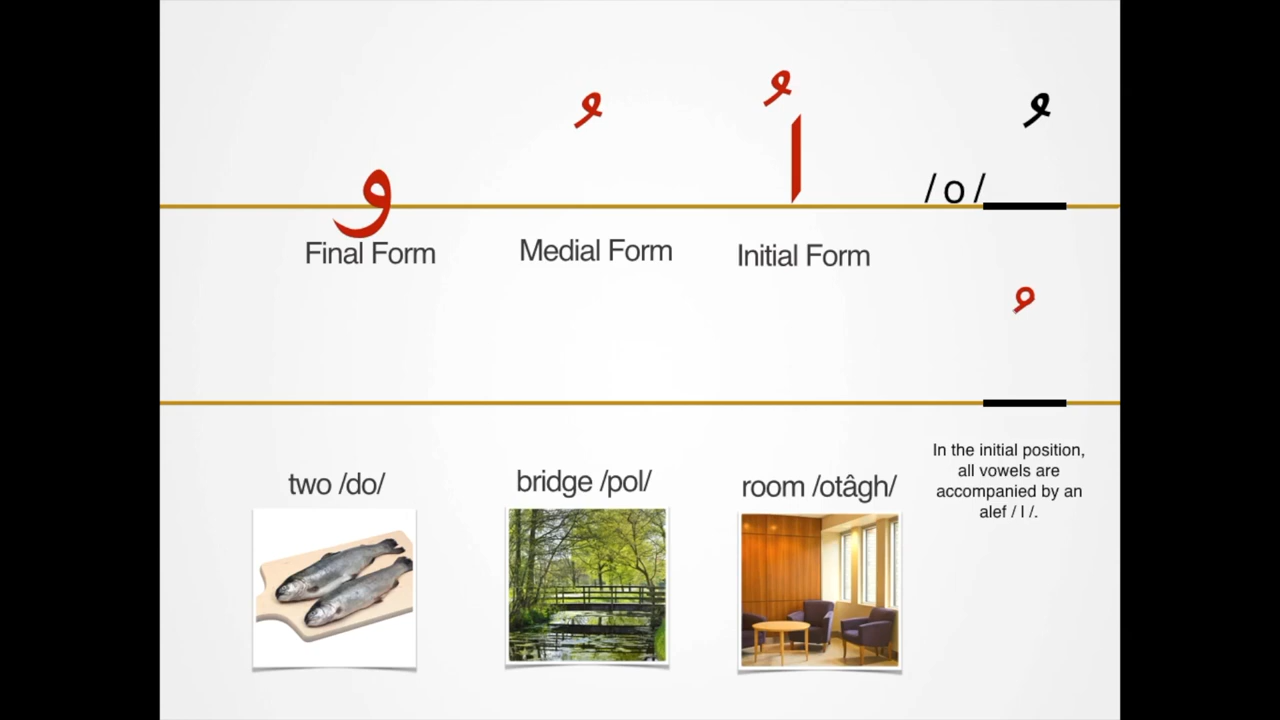 و
ُ
اُ
/ o /
ُ
Final Form
Medial Form
Initial Form
ُ
two /do/
bridge /pol/
room /otâgh/
In the initial position,
all vowels are
accompanied by an
alef / ا /.